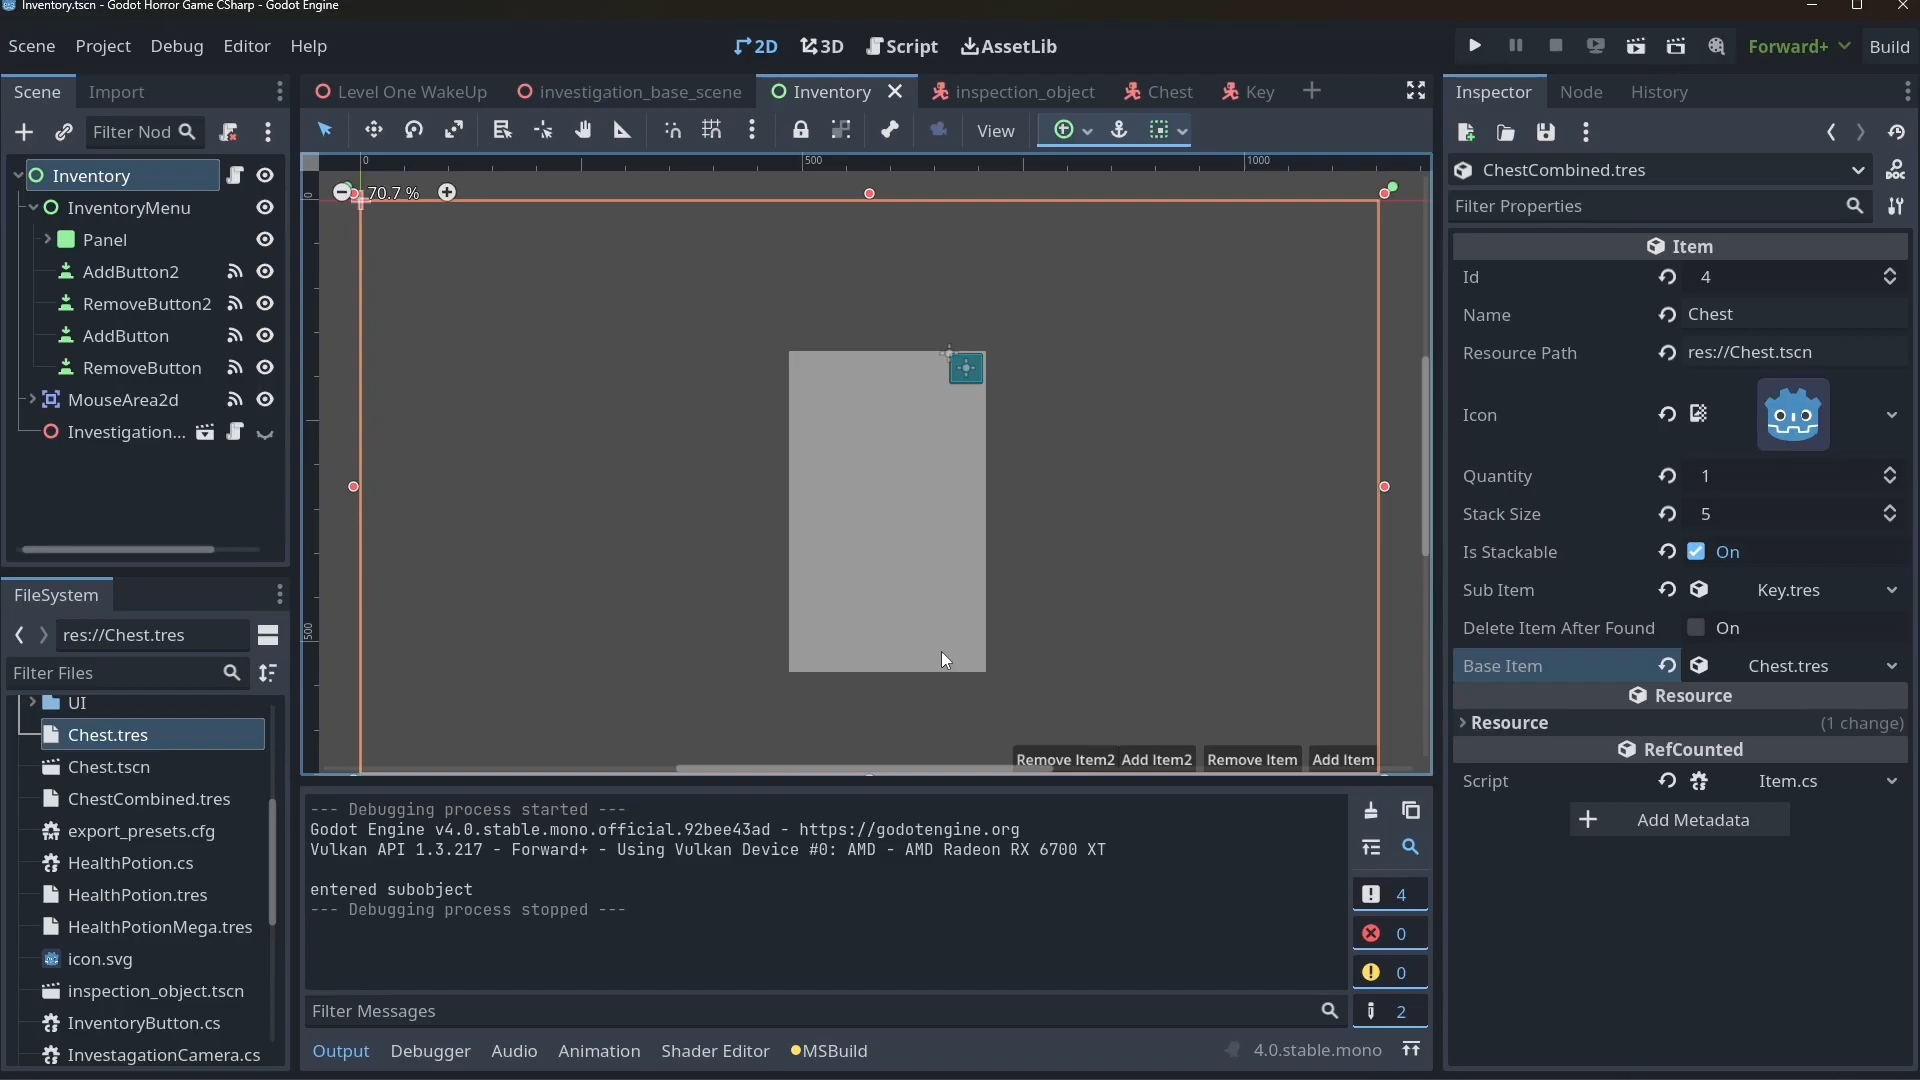 Inventory.tscn - Godot Horror Game CSharp - Godot Engine
Scene Project Debug Editor Help
2D 3D Script AssetLib
Forward+ Build
Scene Import
Level One WakeUp investigation_base_scene Inventory inspection_object Chest Key
Inspector Node History
Filter Nod
View
ChestCombined.tres
Filter Properties
0 500 1000
70.7 %
0
500
Inventory
InventoryMenu
Panel
AddButton2
RemoveButton2
AddButton
RemoveButton
MouseArea2d
Investigation...
Remove Item2 Add Item2 Remove Item Add Item
FileSystem
res://Chest.tres
Filter Files
UI
Chest.tres
Chest.tscn
ChestCombined.tres
export_presets.cfg
HealthPotion.cs
HealthPotion.tres
HealthPotionMega.tres
icon.svg
inspection_object.tscn
InventoryButton.cs
InvestagationCamera.cs
--- Debugging process started ---
Godot Engine v4.0.stable.mono.official.92bee43ad - https://godotengine.org
Vulkan API 1.3.217 - Forward+ - Using Vulkan Device #0: AMD - AMD Radeon RX 6700 XT
entered subobject
--- Debugging process stopped ---
4
0
0
2
Filter Messages
Output Debugger Audio Animation Shader Editor MSBuild
4.0.stable.mono
Item
Id 4
Name Chest
Resource Path res://Chest.tscn
Icon
Quantity 1
Stack Size 5
Is Stackable On
Sub Item Key.tres
Delete Item After Found On
Base Item Chest.tres
Resource
Resource (1 change)
RefCounted
Script Item.cs
Add Metadata